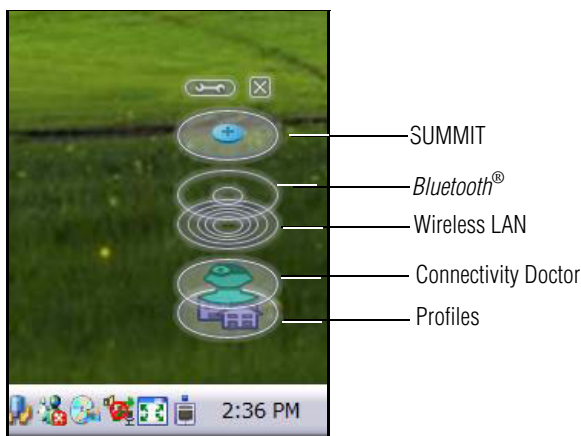 SUMMIT
Bluetooth®
Wireless LAN
Connectivity Doctor
Profiles
2:36 PM